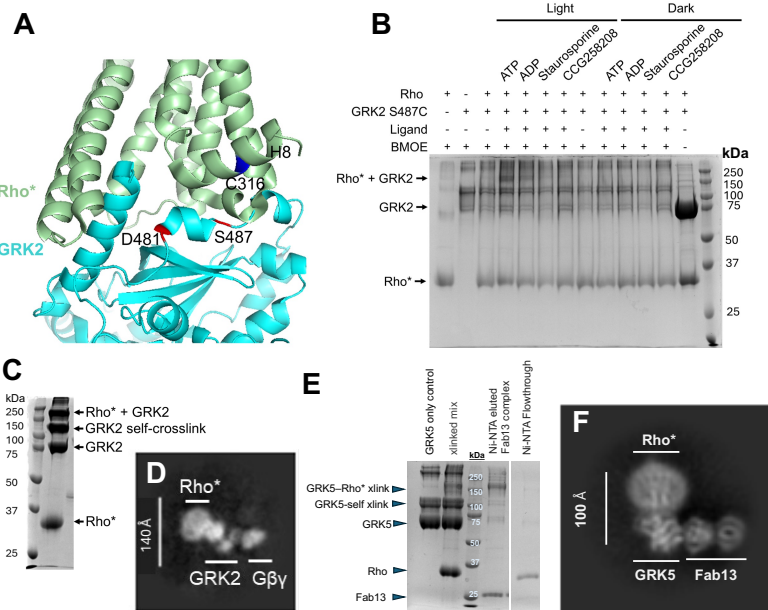 A
H8
C316
Rho*
GRK2
D481
S487
B
Light
Dark
ATP
ADP
Staurosporine
CCG258208
ATP
ADP
Staurosporine
CCG258208
Rho + - + + + + + + + + + +
GRK2 S487C - + + + + + + + + + + +
Ligand - - - + + + + - + + + + -
BMOE + + + + + + + + + + + -
kDa
Rho* + GRK2
GRK2
Rho*
250
150
100
75
50
37
25
C
kDa
250
150
100
75
50
37
25
Rho* + GRK2
GRK2 self-crosslink
GRK2
Rho*
D
Rho*
140 Å
GRK2
Gβγ
E
GRK5 only control
xlinked mix
Ni-NTA eluted
Fab13 complex
Ni-NTA Flowthrough
kDa
GRK5–Rho* xlink
GRK5-self xlink
GRK5
Rho
Fab13
250
150
100
75
50
37
25
F
Rho*
100 Å
GRK5
Fab13